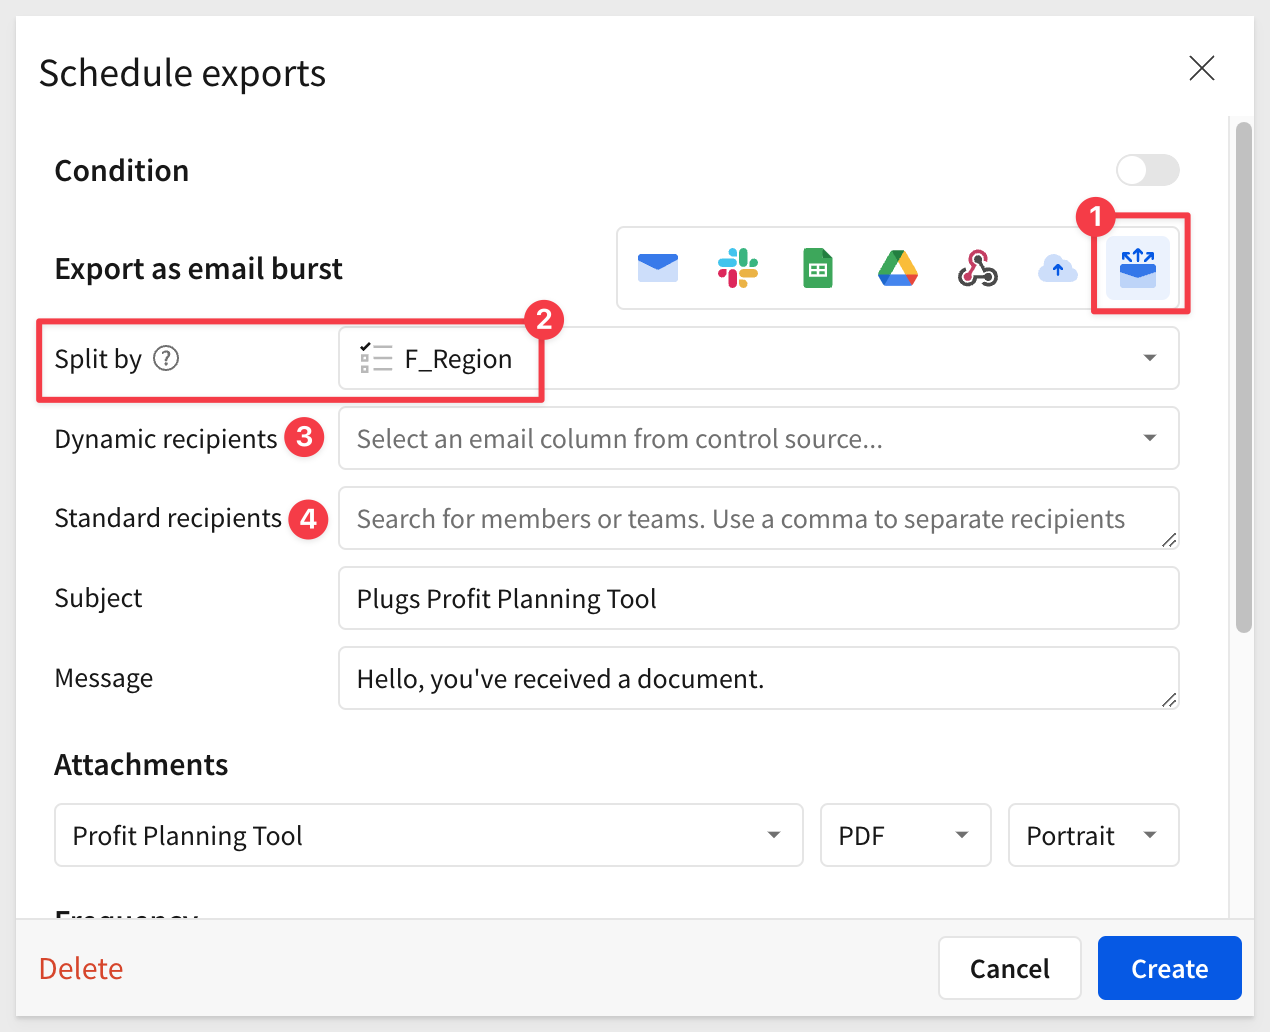 Schedule exports
Condition
1
Export as email burst
2
Split by ? F_Region
Dynamic recipients 3 Select an email column from control source...
Standard recipients 4 Search for members or teams. Use a comma to separate recipients
Subject Plugs Profit Planning Tool
Message Hello, you've received a document.
Attachments
Profit Planning Tool PDF Portrait
Frequency
Delete Cancel Create